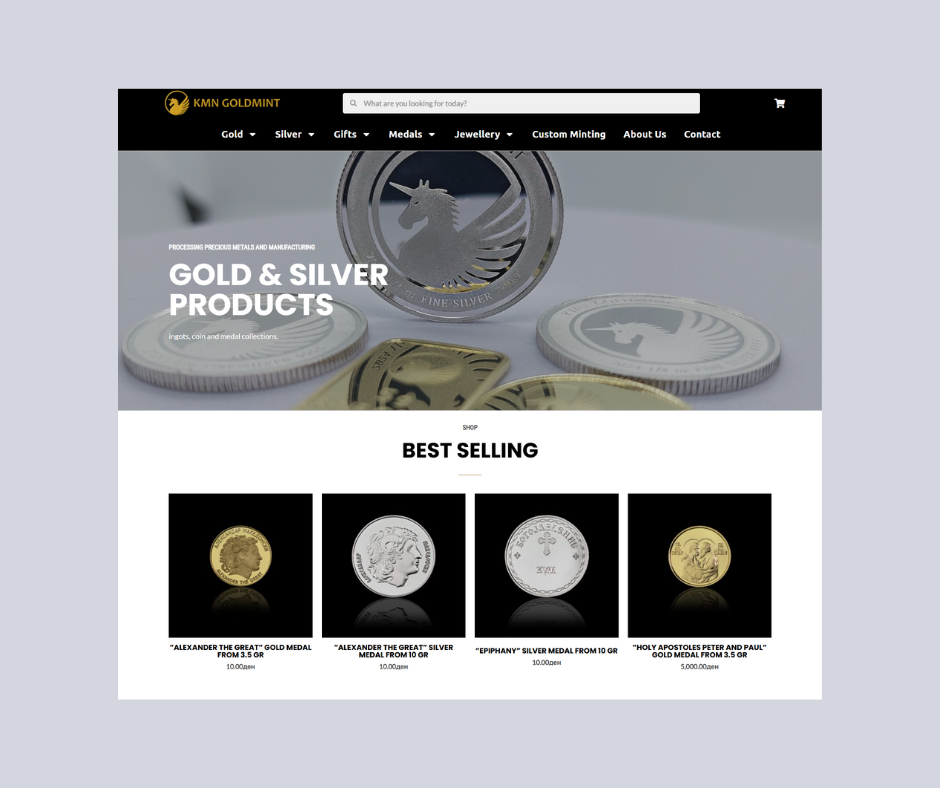 KMN GOLDMINT
What are you looking for today?
Gold Silver Gifts Medals Jewellery Custom Minting About Us Contact
PROCESSING PRECIOUS METALS AND MANUFACTURING
GOLD & SILVER
PRODUCTS
ingots, coin and medal collections.
FINE SILVER
SHOP
BEST SELLING
БОГОЈАВЛЕНИЕ
"ALEXANDER THE GREAT" GOLD MEDAL
FROM 3.5 GR
10.00ден
"ALEXANDER THE GREAT" SILVER
MEDAL FROM 10 GR
10.00ден
"EPIPHANY" SILVER MEDAL FROM 10 GR
10.00ден
"HOLY APOSTOLES PETER AND PAUL"
GOLD MEDAL FROM 3.5 GR
5,000.00ден